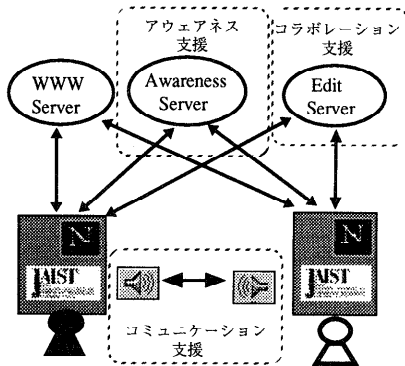 アウェアネス
支援
コラボレーション
支援
WWW
Server
Awareness
Server
Edit
Server
N
JAIST
N
JAIST
コミュニケーション
支援